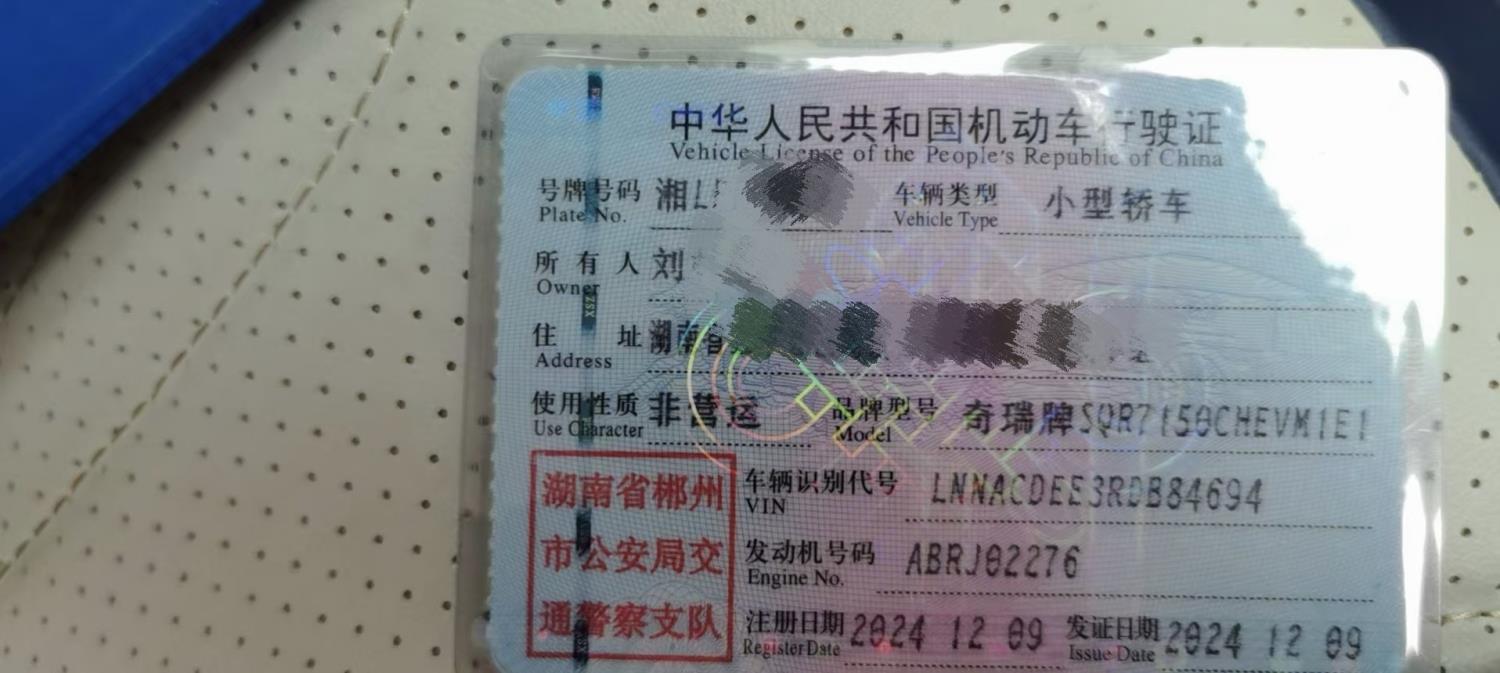 中华人民共和国机动车行驶证
Vehicle License of the People's Republic of China
号牌号码 湘L 车辆类型 小型轿车
Plate No. Vehicle Type
所有人 刘
Owner
住址 湖南省
Address
使用性质 非营运 品牌型号 奇瑞牌SQR7150CHEVM1E1
Use Character Model
湖南省郴州
市公安局交
通警察支队
车辆识别代号 LNNACDEE3RDB84694
VIN
发动机号码 ABRJ02276
Engine No.
注册日期 2024 12 09 发证日期 2024 12 09
Register Date Issue Date